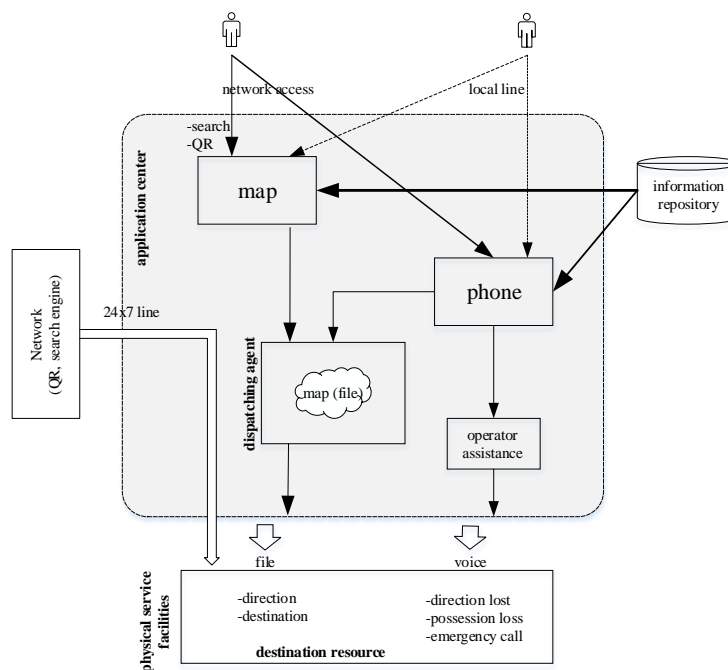 network access
local line
-search
-QR
application center
map
information
repository
phone
Network
(QR, search engine)
24x7 line
dispatching agent
map (file)
operator
assistance
file
voice
physical service
facilities
-direction
-destination
-direction lost
-possession loss
-emergency call
destination resource